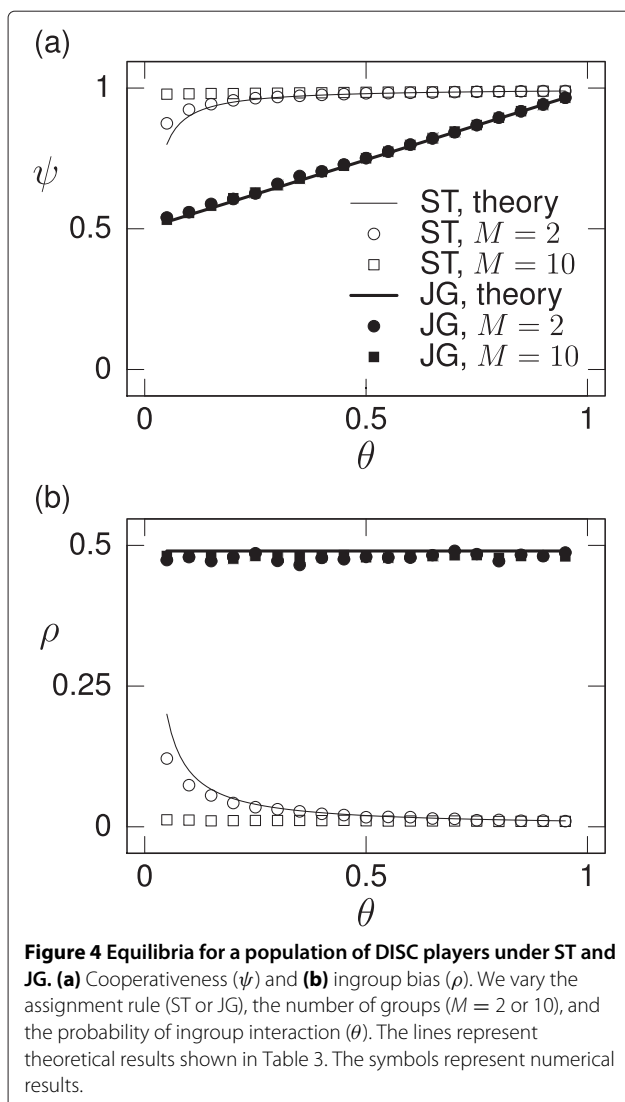 (a)
1
ψ
0.5
0
ST, theory
ST, M = 2
ST, M = 10
JG, theory
JG, M = 2
JG, M = 10
0 0.5 1
θ
(b)
0.5
ρ
0.25
0
0 0.5 1
θ
Figure 4 Equilibria for a population of DISC players under ST and
JG. (a) Cooperativeness (ψ) and (b) ingroup bias (ρ). We vary the
assignment rule (ST or JG), the number of groups (M = 2 or 10), and
the probability of ingroup interaction (θ). The lines represent
theoretical results shown in Table 3. The symbols represent numerical
results.